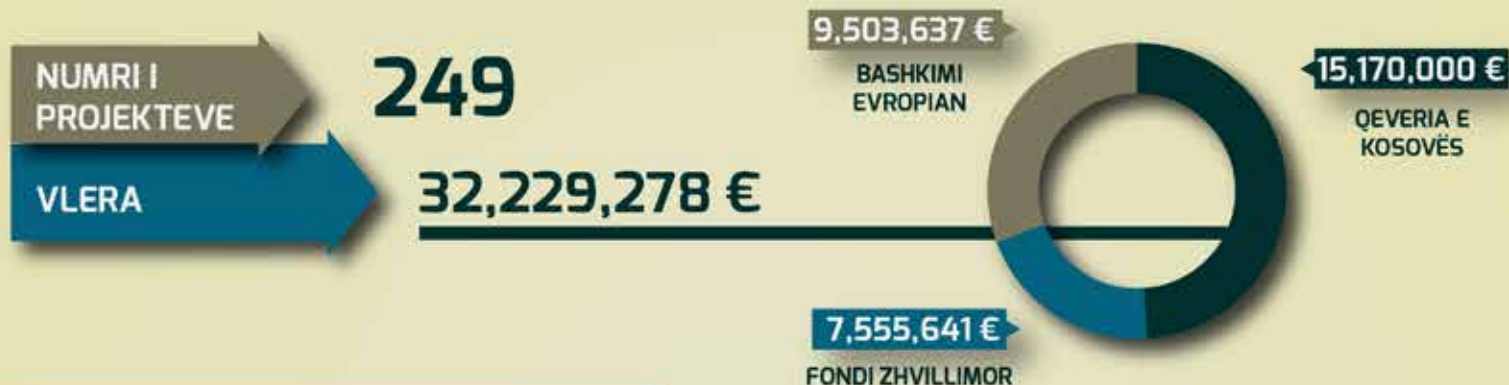 NUMRI I
PROJEKTEVE
249
VLERA
32,229,278 €
9,503,637 €
BASHKIMI
EVROPIAN
15,170,000 €
QEVERIA E
KOSOVËS
7,555,641 €
FONDI ZHVILLIMOR